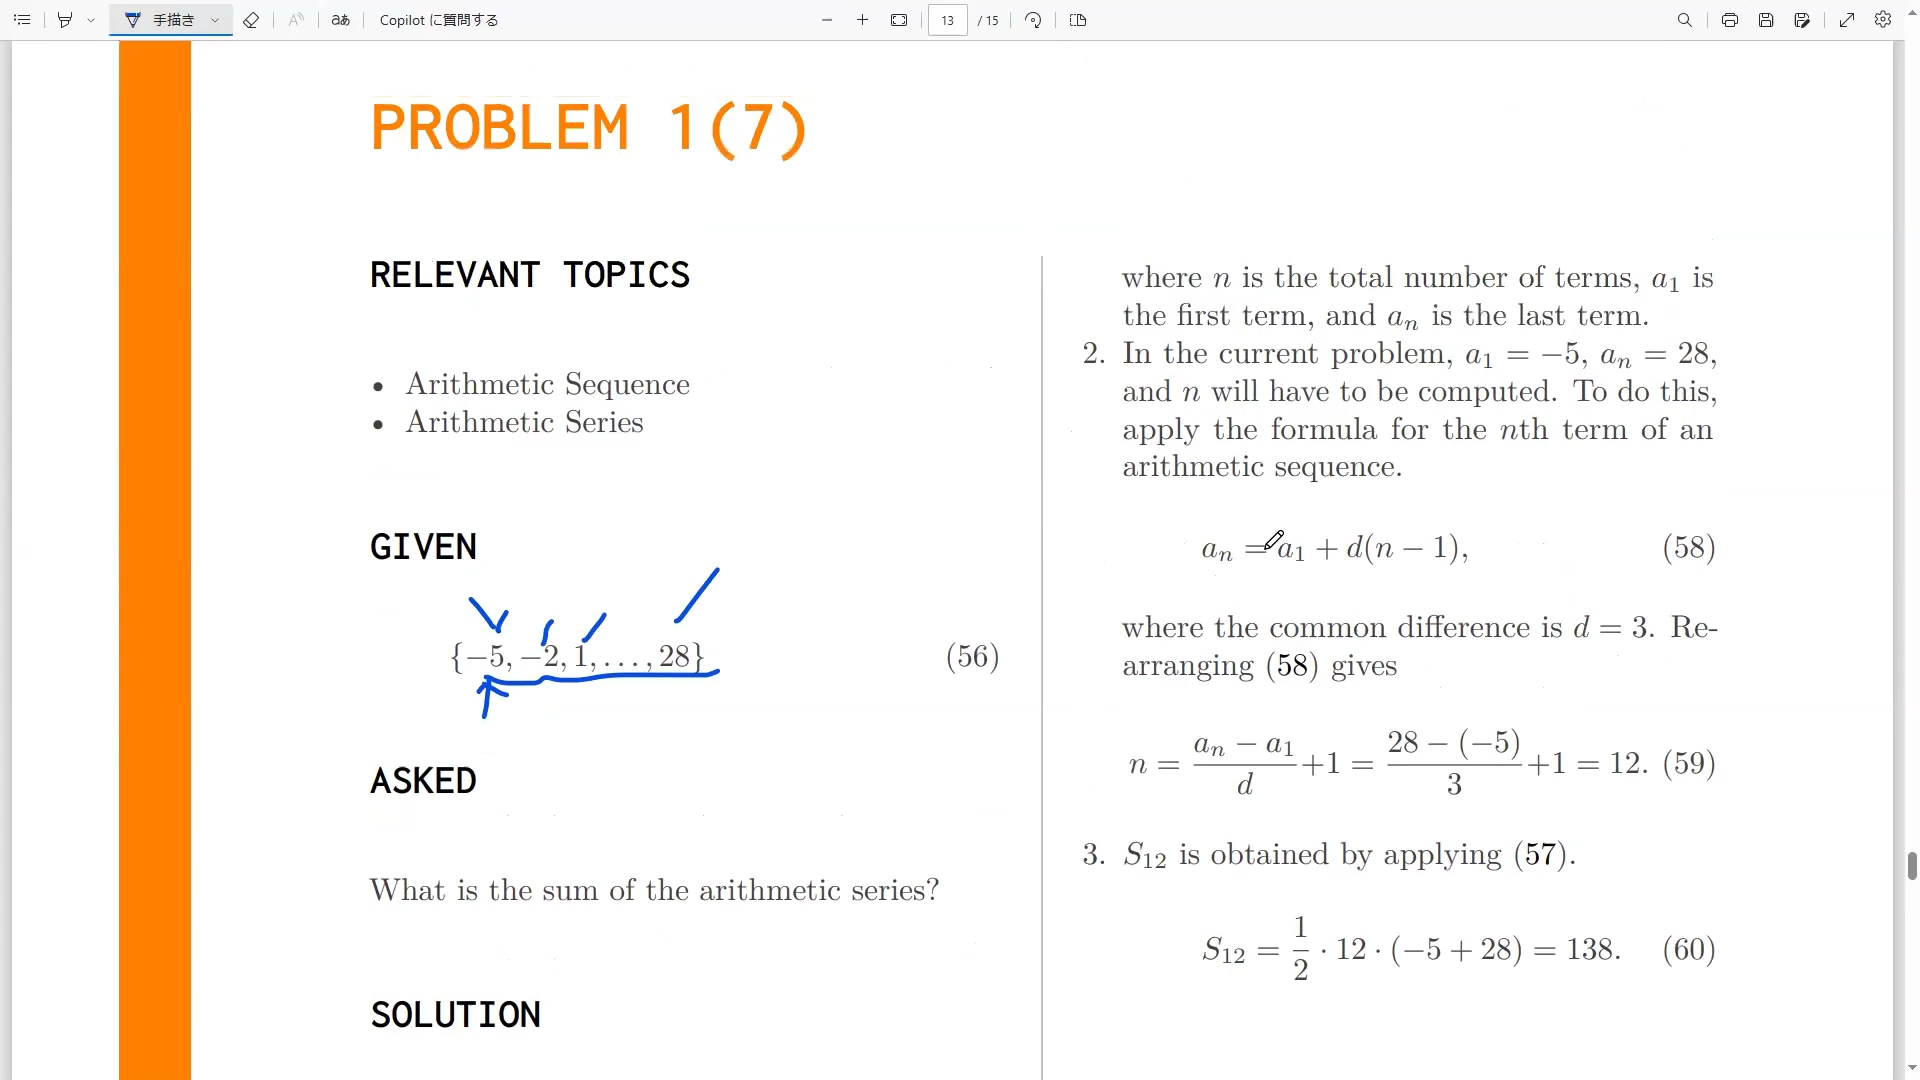 手描き
aあ
Copilot に質問する
13 / 15
PROBLEM 1(7)
RELEVANT TOPICS
• Arithmetic Sequence
• Arithmetic Series
GIVEN
{−5, −2, 1, . . . , 28} (56)
ASKED
What is the sum of the arithmetic series?
SOLUTION
where n is the total number of terms, a₁ is
the first term, and aₙ is the last term.
2. In the current problem, a₁ = −5, aₙ = 28,
and n will have to be computed. To do this,
apply the formula for the nth term of an
arithmetic sequence.
aₙ = a₁ + d(n − 1), (58)
where the common difference is d = 3. Re-
arranging (58) gives
n = (aₙ − a₁)/d + 1 = (28 − (−5))/3 + 1 = 12. (59)
3. S₁₂ is obtained by applying (57).
S₁₂ = 1/2 · 12 · (−5 + 28) = 138. (60)